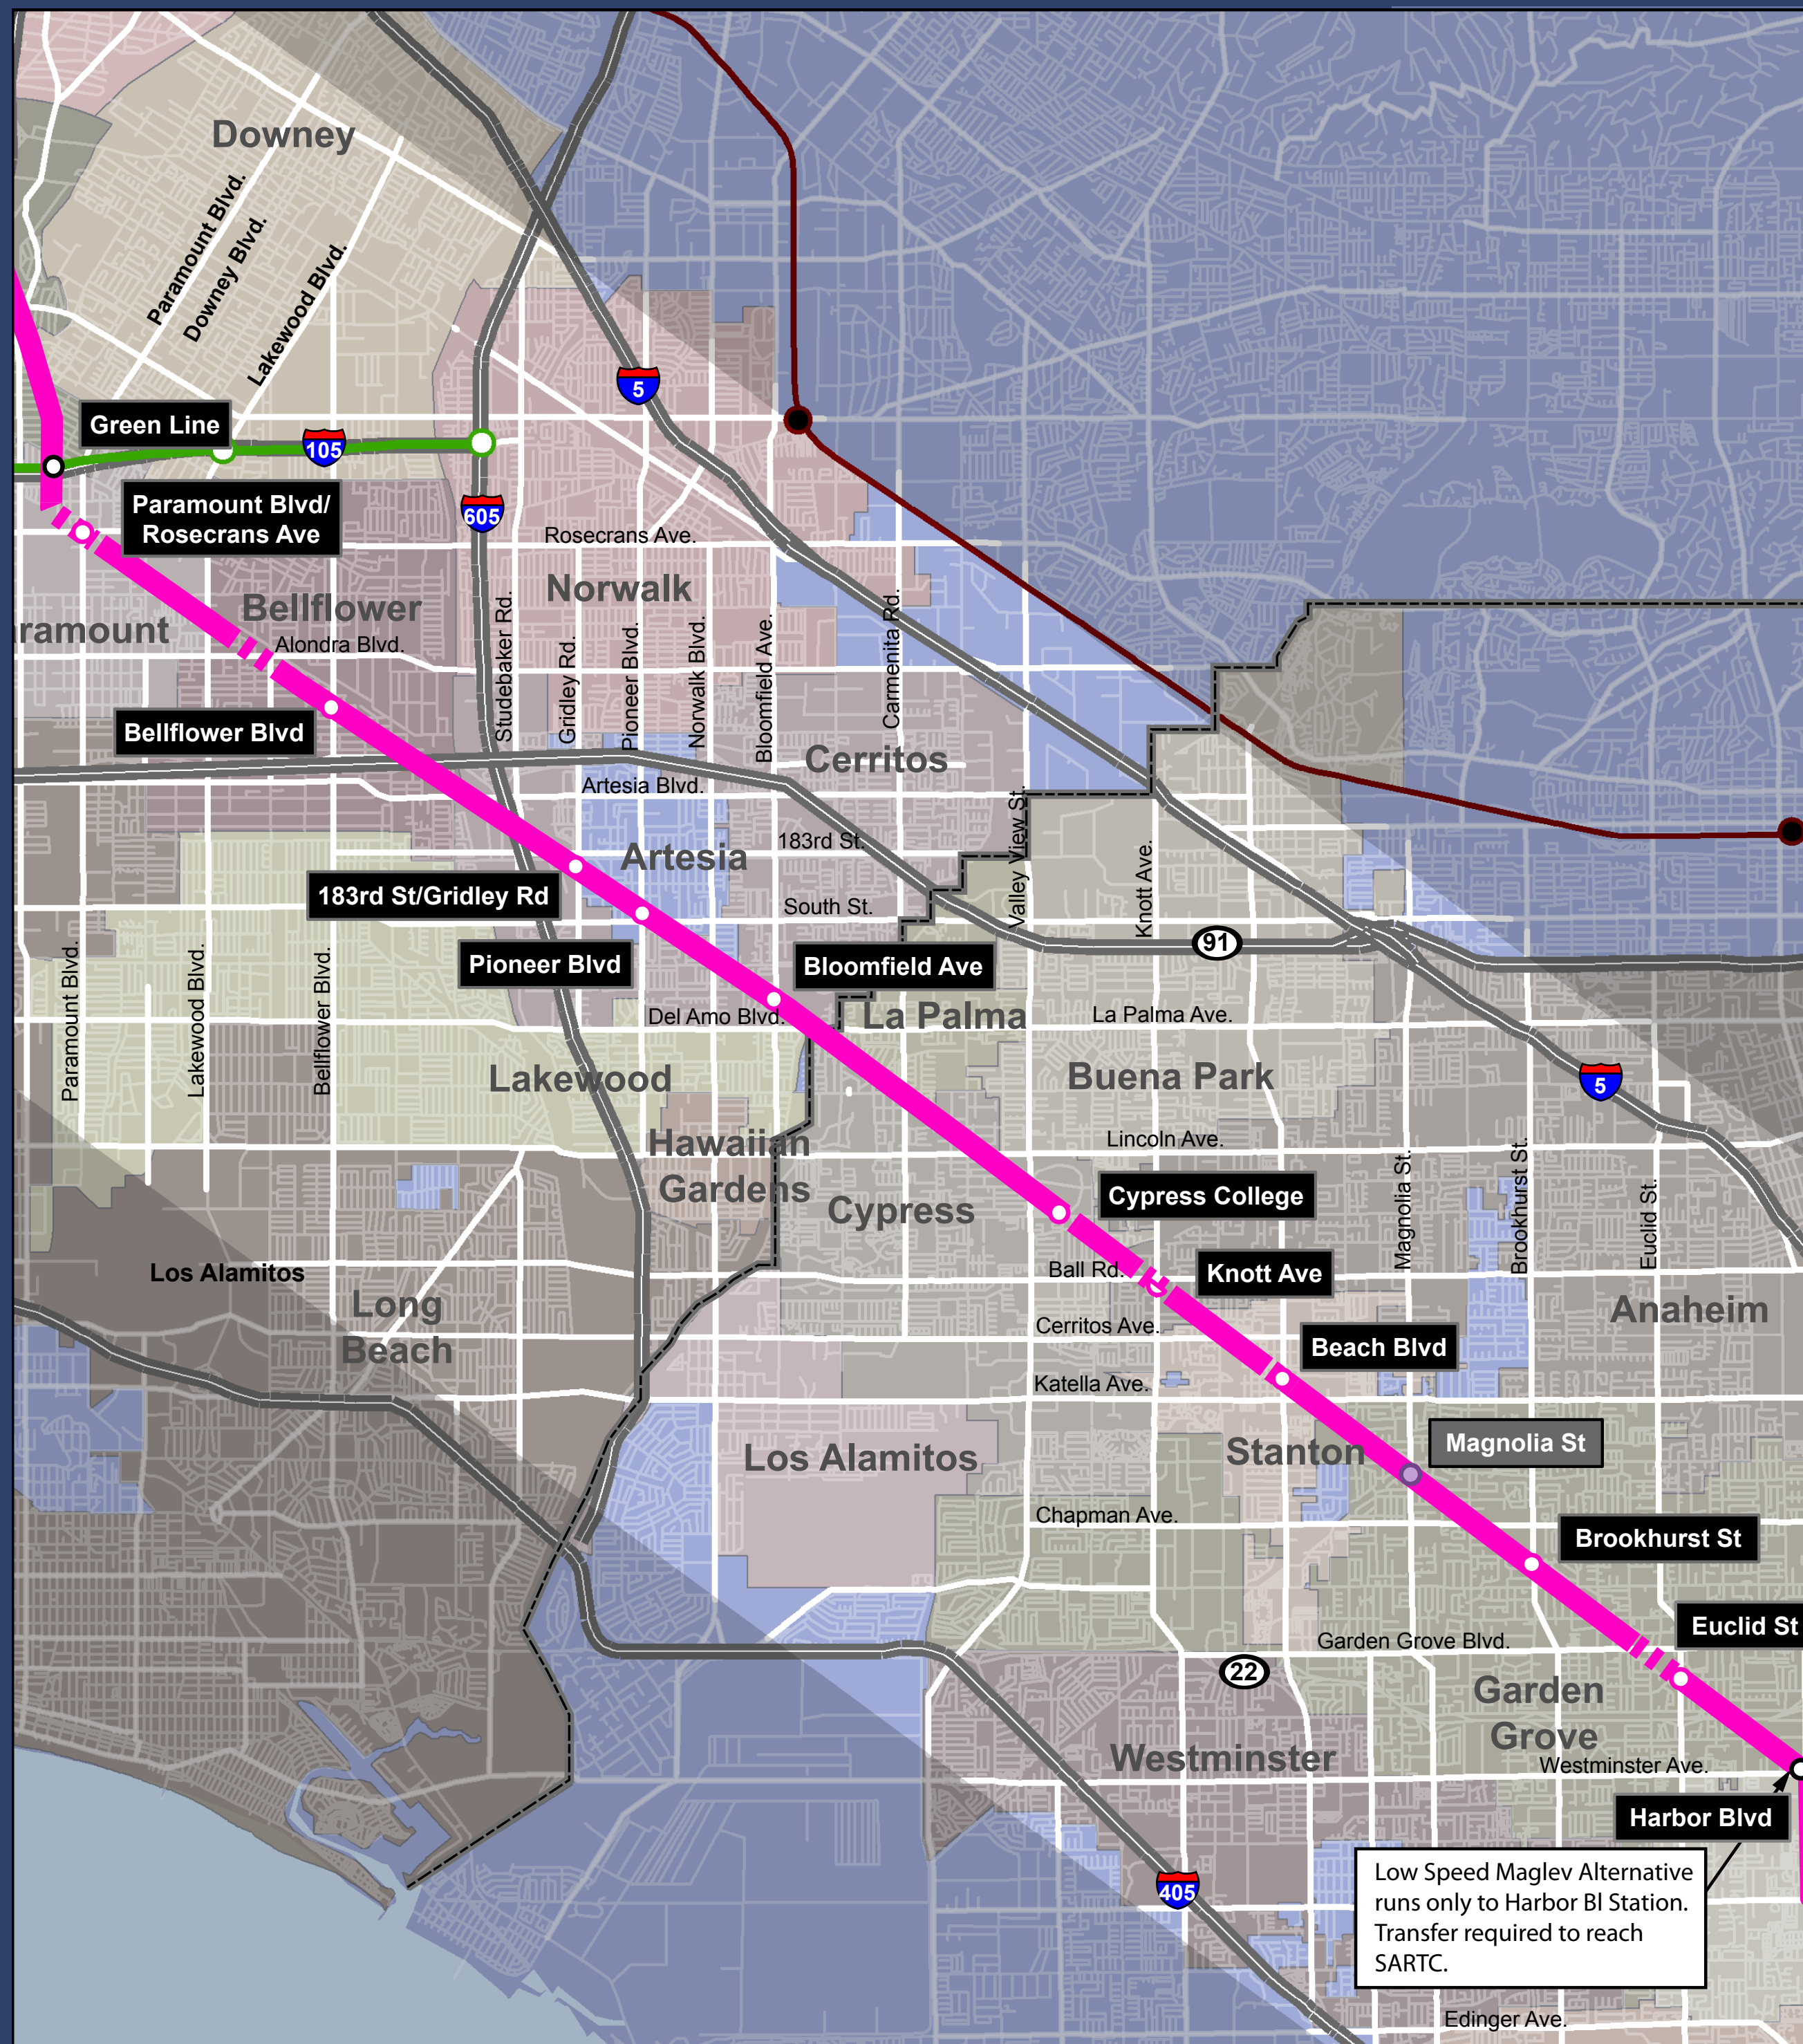 Downey
Paramount Blvd.
Downey Blvd.
Lakewood Blvd.
5
Green Line
105
Paramount Blvd/
Rosecrans Ave
605
Rosecrans Ave.
Norwalk
Bellflower
ramount
Alondra Blvd.
Studebaker Rd.
Gridley Rd.
Pioneer Blvd.
Norwalk Blvd.
Bloomfield Ave.
Carmenita Rd.
Bellflower Blvd
Cerritos
Artesia Blvd.
Valley View St.
Knott Ave.
183rd St.
Artesia
183rd St/Gridley Rd
South St.
91
Pioneer Blvd
Bloomfield Ave
Paramount Blvd.
Lakewood Blvd.
Bellflower Blvd.
Del Amo Blvd.
La Palma
La Palma Ave.
Lakewood
Buena Park
5
Hawaiian
Gardens
Lincoln Ave.
Magnolia St.
Brookhurst St.
Euclid St.
Cypress
Cypress College
Los Alamitos
Ball Rd.
Knott Ave
Long
Beach
Anaheim
Cerritos Ave.
Beach Blvd
Katella Ave.
Los Alamitos
Stanton
Magnolia St
Chapman Ave.
Brookhurst St
Euclid St
Garden Grove Blvd.
22
Garden
Grove
Westminster
Westminster Ave.
Harbor Blvd
Low Speed Maglev Alternative
runs only to Harbor Bl Station.
Transfer required to reach
SARTC.
405
Edinger Ave.